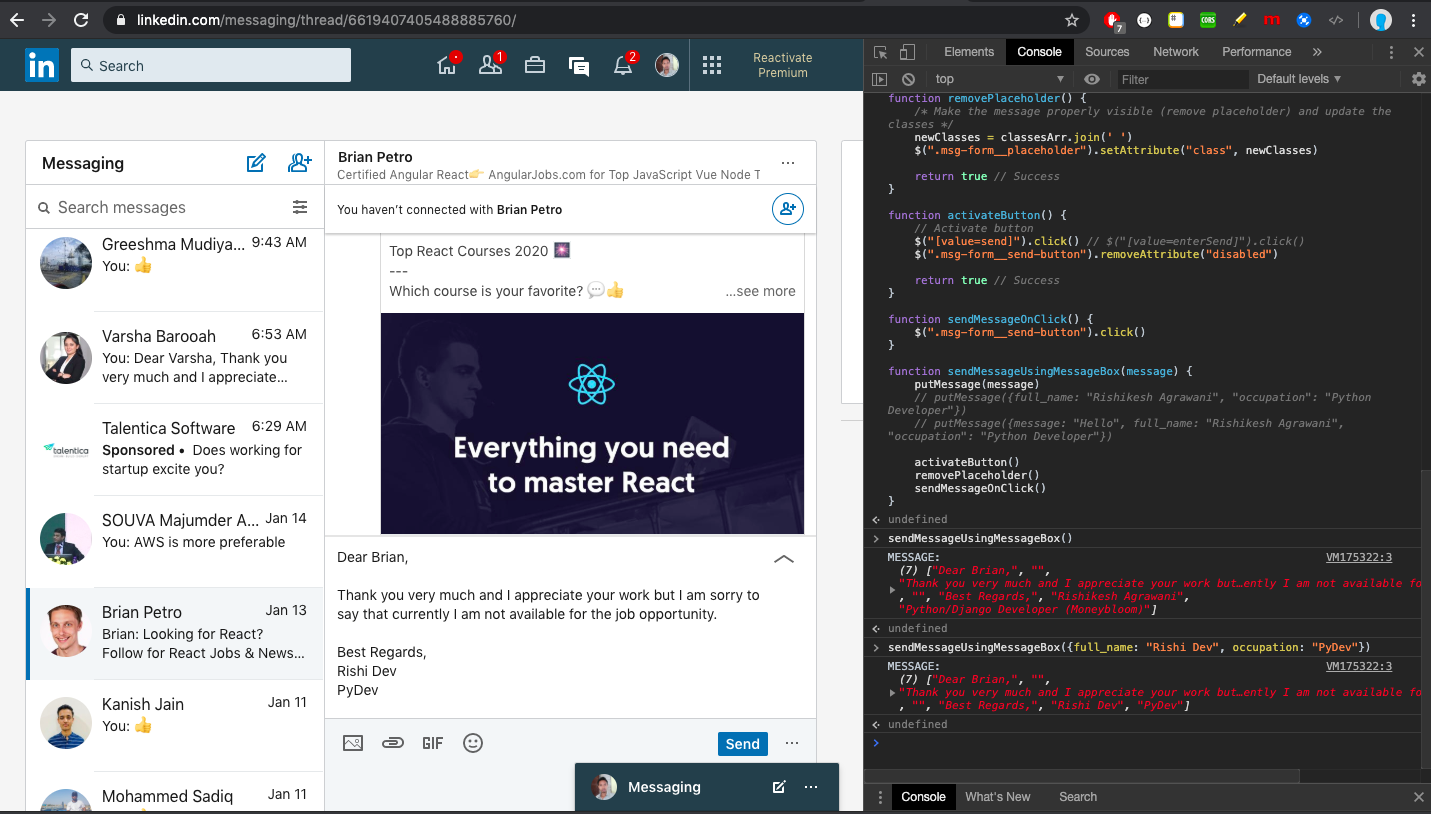 linkedin.com/messaging/thread/6619407405488885760/
7
CORS
m
in
Search
1
2
Reactivate
Premium
Messaging
Search messages
Greeshma Mudiya... 9:43 AM
You: 👍
Varsha Barooah 6:53 AM
You: Dear Varsha, Thank you
very much and I appreciate...
talentica
Talentica Software 6:29 AM
Sponsored • Does working for
startup excite you?
SOUVA Majumder A... Jan 14
You: AWS is more preferable
Brian Petro Jan 13
Brian: Looking for React?
Follow for React Jobs & News...
Kanish Jain Jan 11
You: 👍
Mohammed Sadiq Jan 11
Brian Petro
Certified Angular React👉 AngularJobs.com for Top JavaScript Vue Node T
You haven't connected with Brian Petro
Top React Courses 2020 🎆
---
Which course is your favorite? 💬👍 ...see more
Everything you need
to master React
Dear Brian,
Thank you very much and I appreciate your work but I am sorry to
say that currently I am not available for the job opportunity.
Best Regards,
Rishi Dev
PyDev
GIF
Send
Messaging
Elements Console Sources Network Performance »
top
Filter
Default levels ▼
function removePlaceholder() {
/* Make the message properly visible (remove placeholder) and update the
classes */
newClasses = classesArr.join(' ')
$(".msg-form__placeholder").setAttribute("class", newClasses)
return true // Success
}
function activateButton() {
// Activate button
$("[value=send]").click() // $("[value=enterSend]").click()
$(".msg-form__send-button").removeAttribute("disabled")
return true // Success
}
function sendMessageOnClick() {
$(".msg-form__send-button").click()
}
function sendMessageUsingMessageBox(message) {
putMessage(message)
// putMessage({full_name: "Rishikesh Agrawani", "occupation": "Python
Developer"})
// putMessage({message: "Hello", full_name: "Rishikesh Agrawani",
"occupation": "Python Developer"})
activateButton()
removePlaceholder()
sendMessageOnClick()
}
undefined
sendMessageUsingMessageBox()
MESSAGE: VM175322:3
(7) ["Dear Brian,", "",
"Thank you very much and I appreciate your work but…ently I am not available fo
, "", "Best Regards,", "Rishikesh Agrawani",
"Python/Django Developer (Moneybloom)"]
undefined
sendMessageUsingMessageBox({full_name: "Rishi Dev", occupation: "PyDev"})
MESSAGE: VM175322:3
(7) ["Dear Brian,", "",
"Thank you very much and I appreciate your work but…ently I am not available fo
, "", "Best Regards,", "Rishi Dev", "PyDev"]
undefined
Console What's New Search